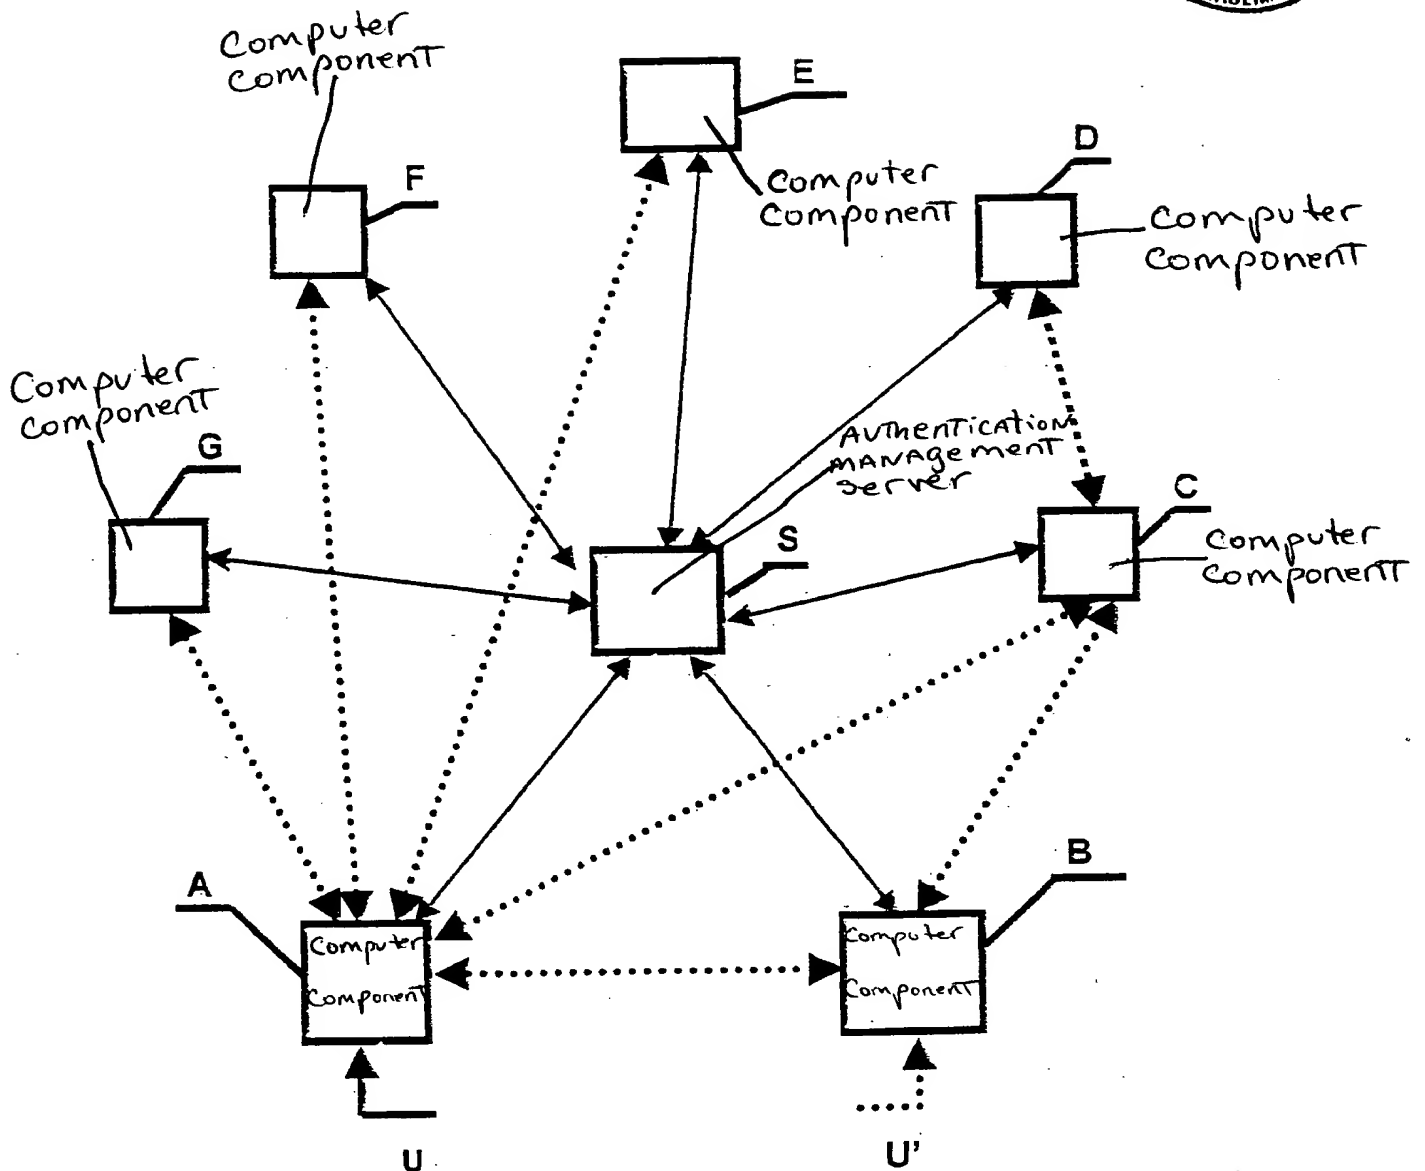 Computer
Component
E
D
F
Computer
Component
Computer
Component
Computer
Component
G
AUTHENTICATION
MANAGEMENT
Server
C
S
Computer
Component
A
B
Computer
Component
Computer
Component
U
U'